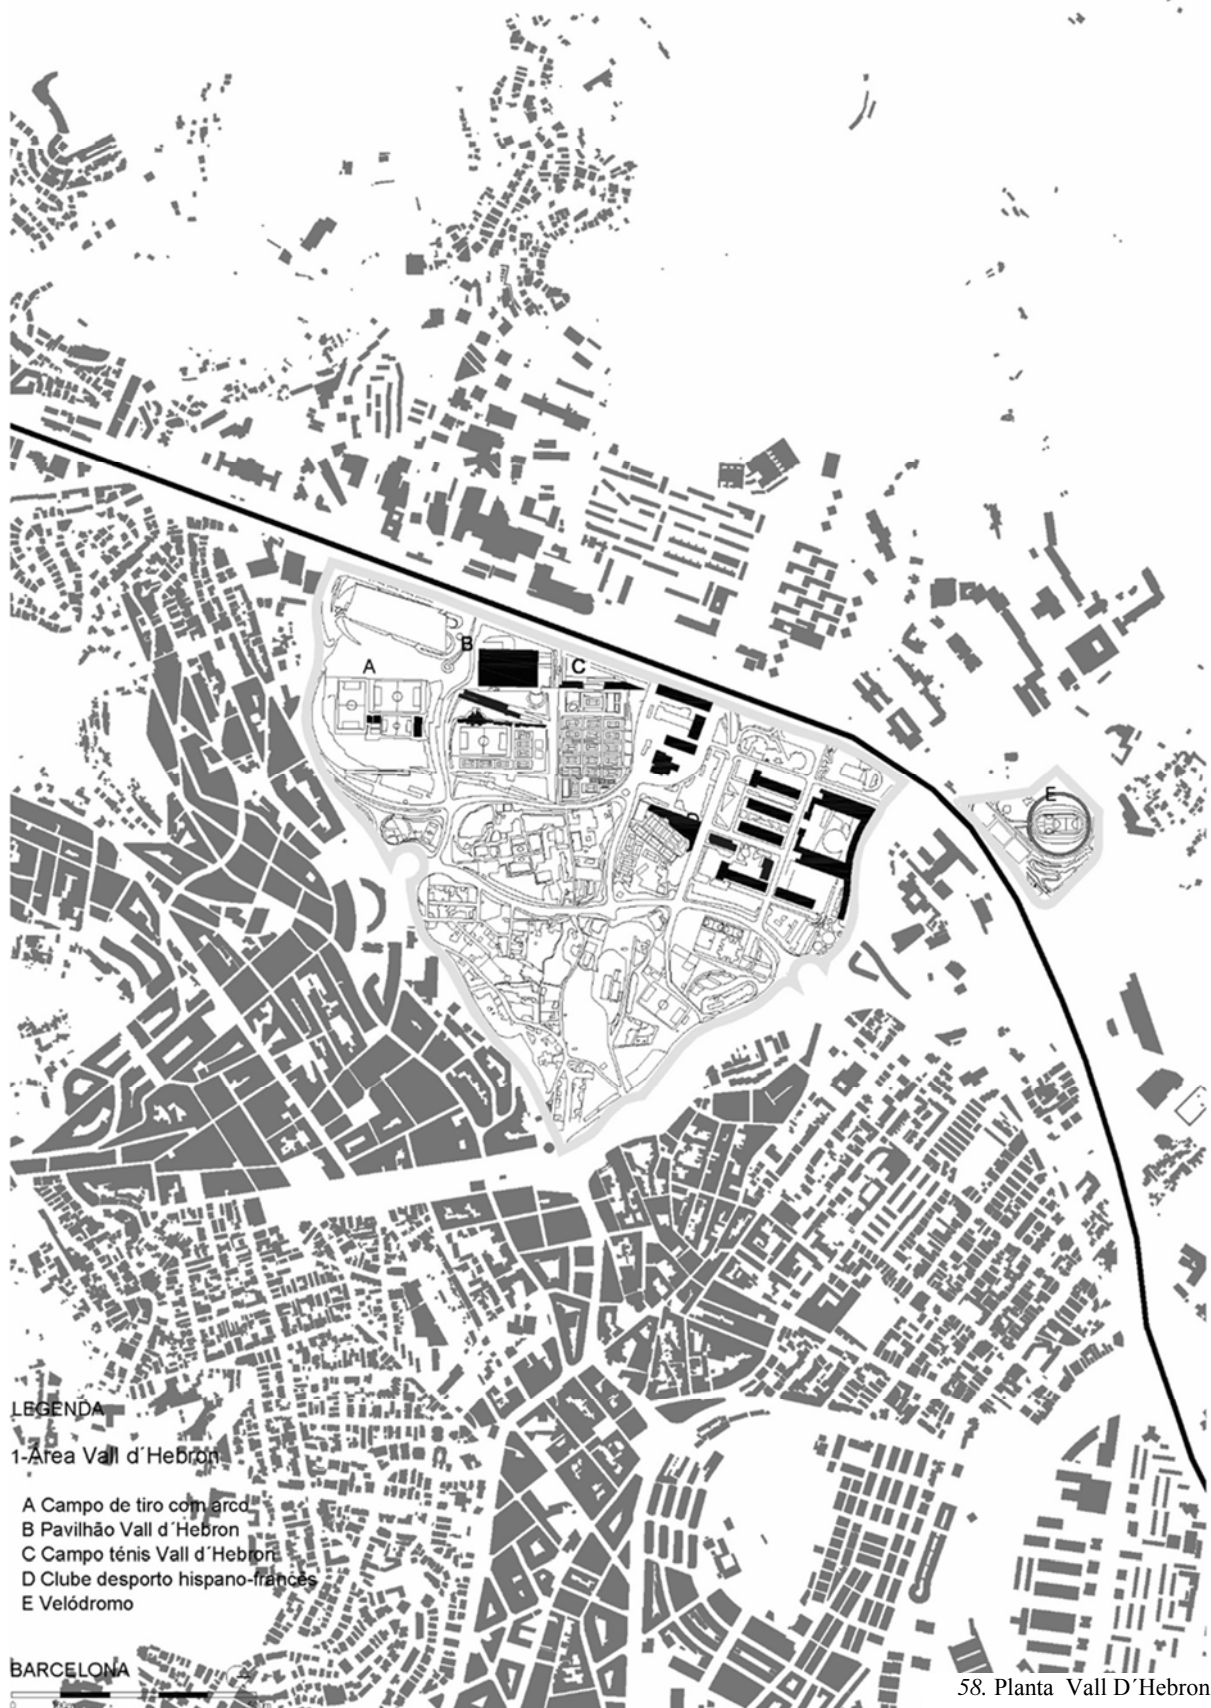 B
A
C
E
D
LEGENDA
1-Área Vall d´Hebron
A Campo de tiro com arco
B Pavilhão Vall d´Hebron
C Campo ténis Vall d´Hebron
D Clube desporto hispano-francês
E Velódromo
BARCELONA
58. Planta Vall D´Hebron